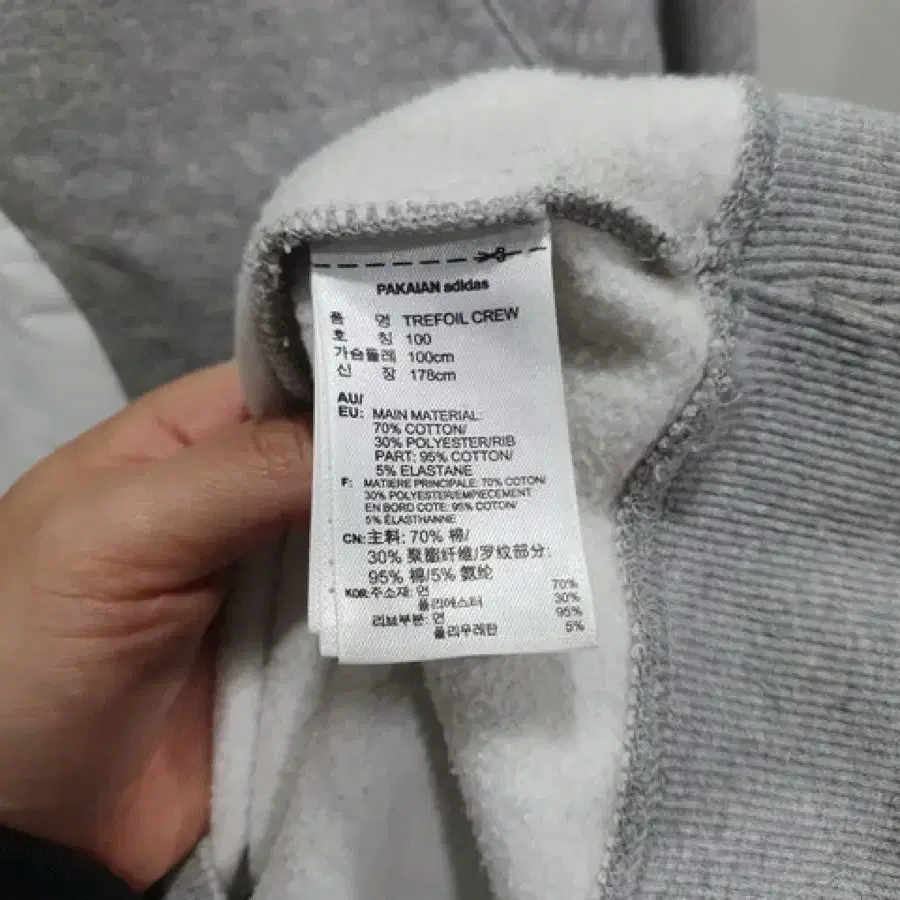 PAKAIAN adidas
품 명 TREFOIL CREW
호 칭 100
가슴둘레 100cm
신 장 178cm
AU/
EU: MAIN MATERIAL:
70% COTTON/
30% POLYESTER/RIB
PART: 95% COTTON/
5% ELASTANE
F: MATIERE PRINCIPALE: 70% COTON/
30% POLYESTER/EMPIECEMENT
EN BORD COTE: 95% COTON/
5% ÉLASTHANNE
CN: 主料: 70% 棉/
30% 聚酯纤维/罗纹部分:
95% 棉/5% 氨纶
KOR: 주소재: 면 70%
폴리에스터 30%
리브부분: 면 95%
폴리우레탄 5%